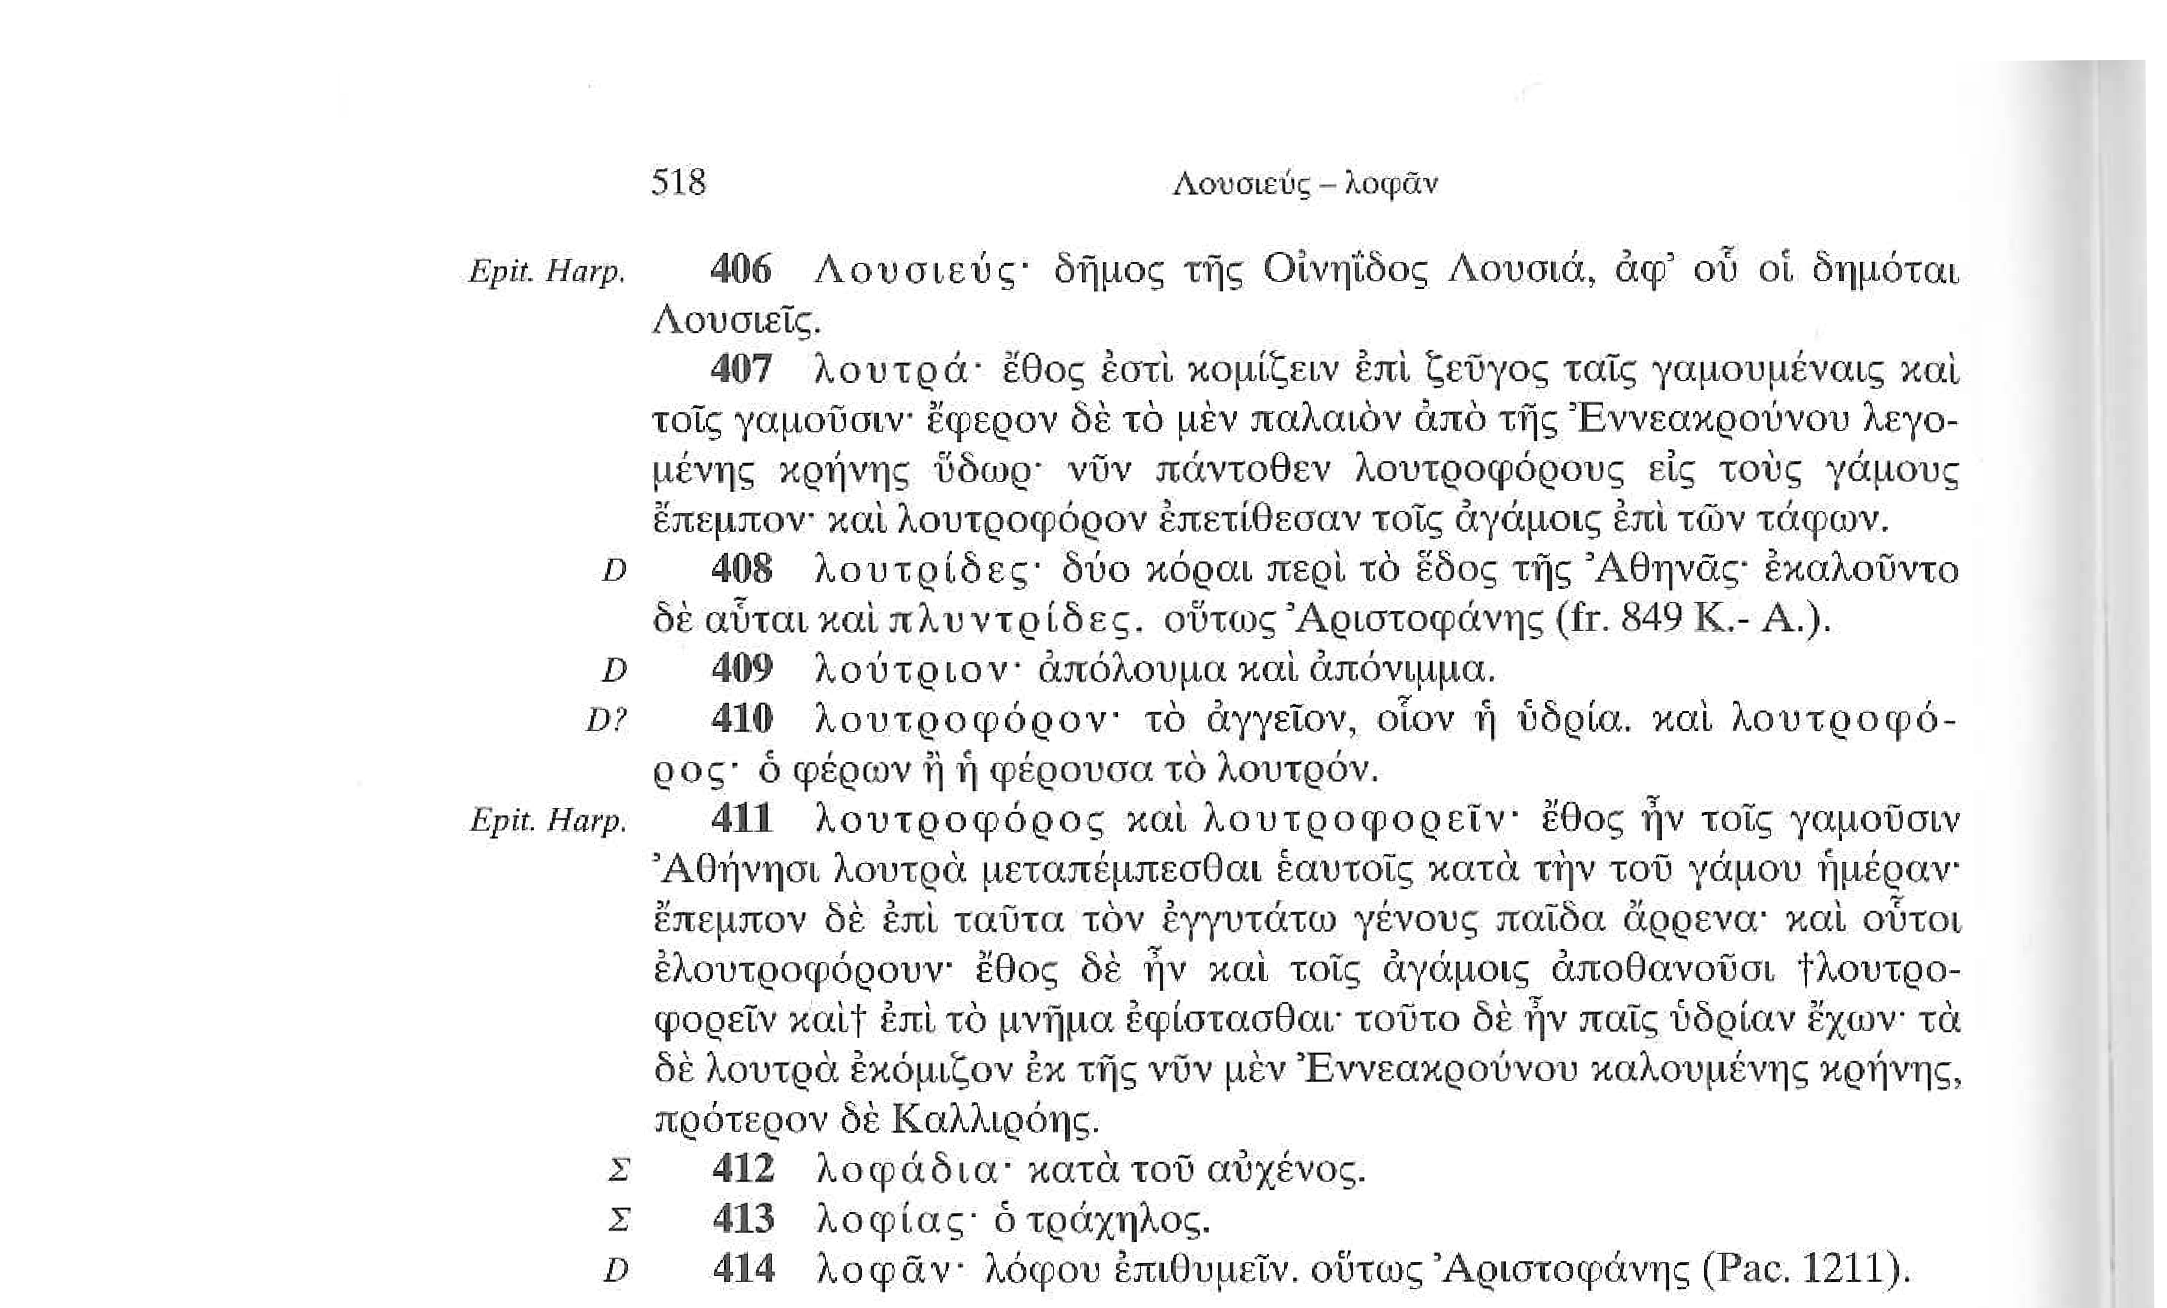 518 Λουσιεύς – λοφᾶν
Epit. Harp. 406 Λουσιεύς· δῆμος τῆς Οἰνηΐδος Λουσιά, ἀφ’ οὗ οἱ δημόται
Λουσιεῖς.
407 λουτρά· ἔθος ἐστὶ κομίζειν ἐπὶ ζεῦγος ταῖς γαμουμέναις καὶ
τοῖς γαμοῦσιν· ἔφερον δὲ τὸ μὲν παλαιὸν ἀπὸ τῆς Ἐννεακρούνου λεγο-
μένης κρήνης ὕδωρ· νῦν πάντοθεν λουτροφόρους εἰς τοὺς γάμους
ἔπεμπον· καὶ λουτροφόρον ἐπετίθεσαν τοῖς ἀγάμοις ἐπὶ τῶν τάφων.
D 408 λουτρίδες· δύο κόραι περὶ τὸ ἕδος τῆς Ἀθηνᾶς· ἐκαλοῦντο
δὲ αὗται καὶ πλυντρίδες. οὕτως Ἀριστοφάνης (fr. 849 K.- A.).
D 409 λούτριον· ἀπόλουμα καὶ ἀπόνιμμα.
D? 410 λουτροφόρον· τὸ ἀγγεῖον, οἷον ἡ ὑδρία. καὶ λουτροφό-
ρος· ὁ φέρων ἢ ἡ φέρουσα τὸ λουτρόν.
Epit. Harp. 411 λουτροφόρος καὶ λουτροφορεῖν· ἔθος ἦν τοῖς γαμοῦσιν
Ἀθήνησι λουτρὰ μεταπέμπεσθαι ἑαυτοῖς κατὰ τὴν τοῦ γάμου ἡμέραν·
ἔπεμπον δὲ ἐπὶ ταῦτα τὸν ἐγγυτάτω γένους παῖδα ἄρρενα· καὶ οὗτοι
ἐλουτροφόρουν· ἔθος δὲ ἦν καὶ τοῖς ἀγάμοις ἀποθανοῦσι †λουτρο-
φορεῖν καὶ† ἐπὶ τὸ μνῆμα ἐφίστασθαι· τοῦτο δὲ ἦν παῖς ὑδρίαν ἔχων· τὰ
δὲ λουτρὰ ἐκόμιζον ἐκ τῆς νῦν μὲν Ἐννεακρούνου καλουμένης κρήνης,
πρότερον δὲ Καλλιρόης.
Σ 412 λοφάδια· κατὰ τοῦ αὐχένος.
Σ 413 λοφίας· ὁ τράχηλος.
D 414 λοφᾶν· λόφου ἐπιθυμεῖν. οὕτως Ἀριστοφάνης (Pac. 1211).